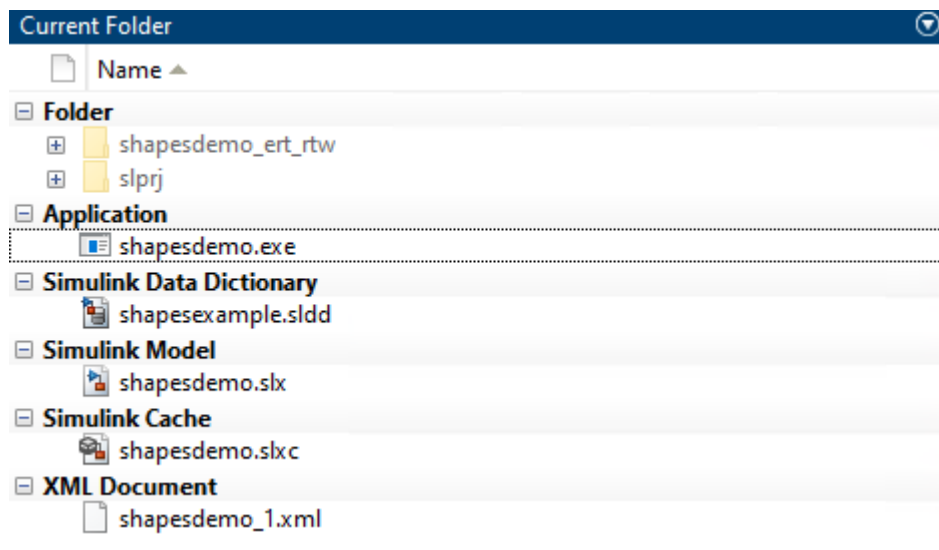 Current Folder
Name
Folder
shapesdemo_ert_rtw
slprj
Application
shapesdemo.exe
Simulink Data Dictionary
shapesexample.sldd
Simulink Model
shapesdemo.slx
Simulink Cache
shapesdemo.slxc
XML Document
shapesdemo_1.xml